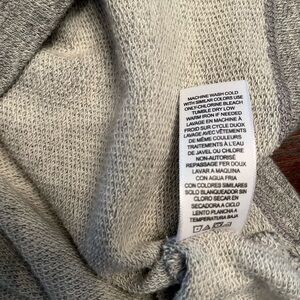 MACHINE WASH COLD
WITH SIMILAR COLORS USE
ONLY-CHLORINE BLEACH
TUMBLE DRY LOW
WARM IRON IF NEEDED
LAVAGE EN MACHINE À
FROID SUR CYCLE DUOX
LAVAGE AVEC VÊTEMENTS
DE MÊME COULEURS
TRAITEMENTS À L'EAU
DE JAVEL OU CHLORE
NON-AUTORISÉ
REPASSAGE FER DOUX
LAVAR A MAQUINA
CON AGUA FRIA
CON COLORES SIMILARES
SOLO BLANQUEADOR SIN
CLORO SECAR EN
SECADORA A CICLO
LENTO PLANCHA A
TEMPERATURA BAJA